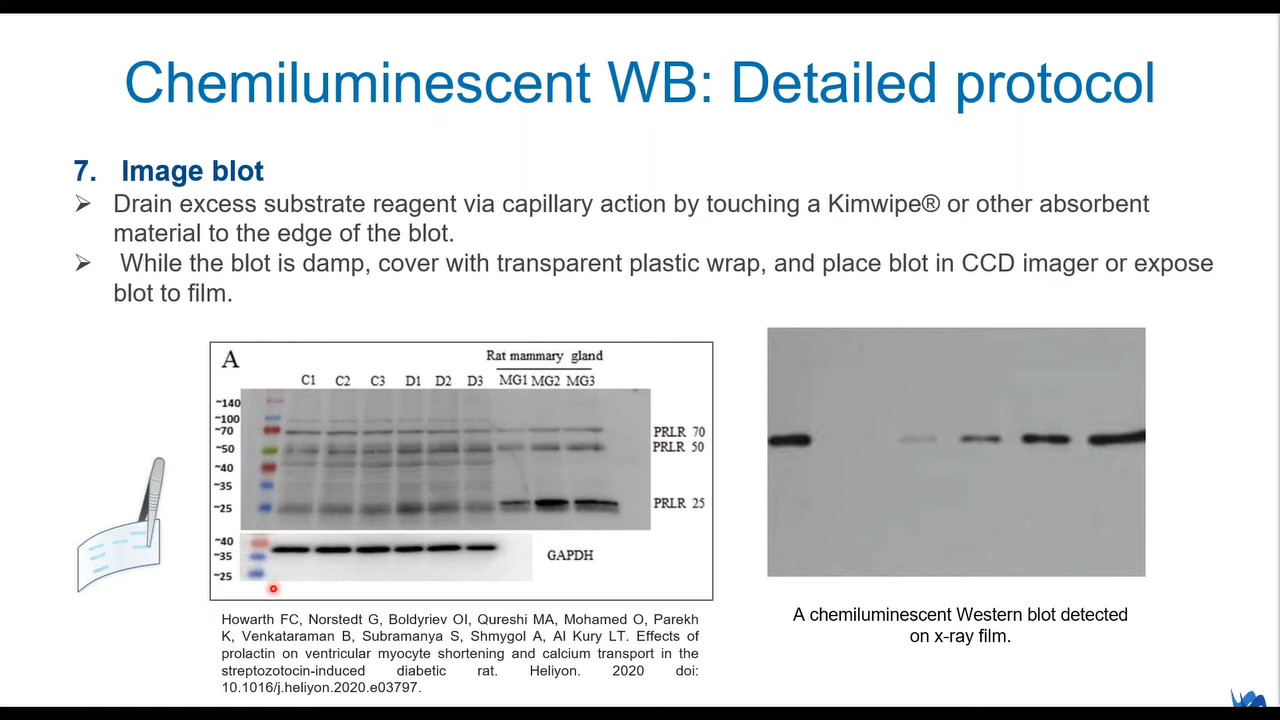 Chemiluminescent WB: Detailed protocol
7. Image blot
➢ Drain excess substrate reagent via capillary action by touching a Kimwipe® or other absorbent
material to the edge of the blot.
➢ While the blot is damp, cover with transparent plastic wrap, and place blot in CCD imager or expose
blot to film.
A
Rat mammary gland
C1 C2 C3 D1 D2 D3 MG1 MG2 MG3
~140
~100
~70
~50
~40
~35
~25
PRLR 70
PRLR 50
PRLR 25
~40
~35
~25
GAPDH
Howarth FC, Norstedt G, Boldyriev OI, Qureshi MA, Mohamed O, Parekh
K, Venkataraman B, Subramanya S, Shmygol A, Al Kury LT. Effects of
prolactin on ventricular myocyte shortening and calcium transport in the
streptozotocin-induced diabetic rat. Heliyon. 2020 doi:
10.1016/j.heliyon.2020.e03797.
A chemiluminescent Western blot detected
on x-ray film.